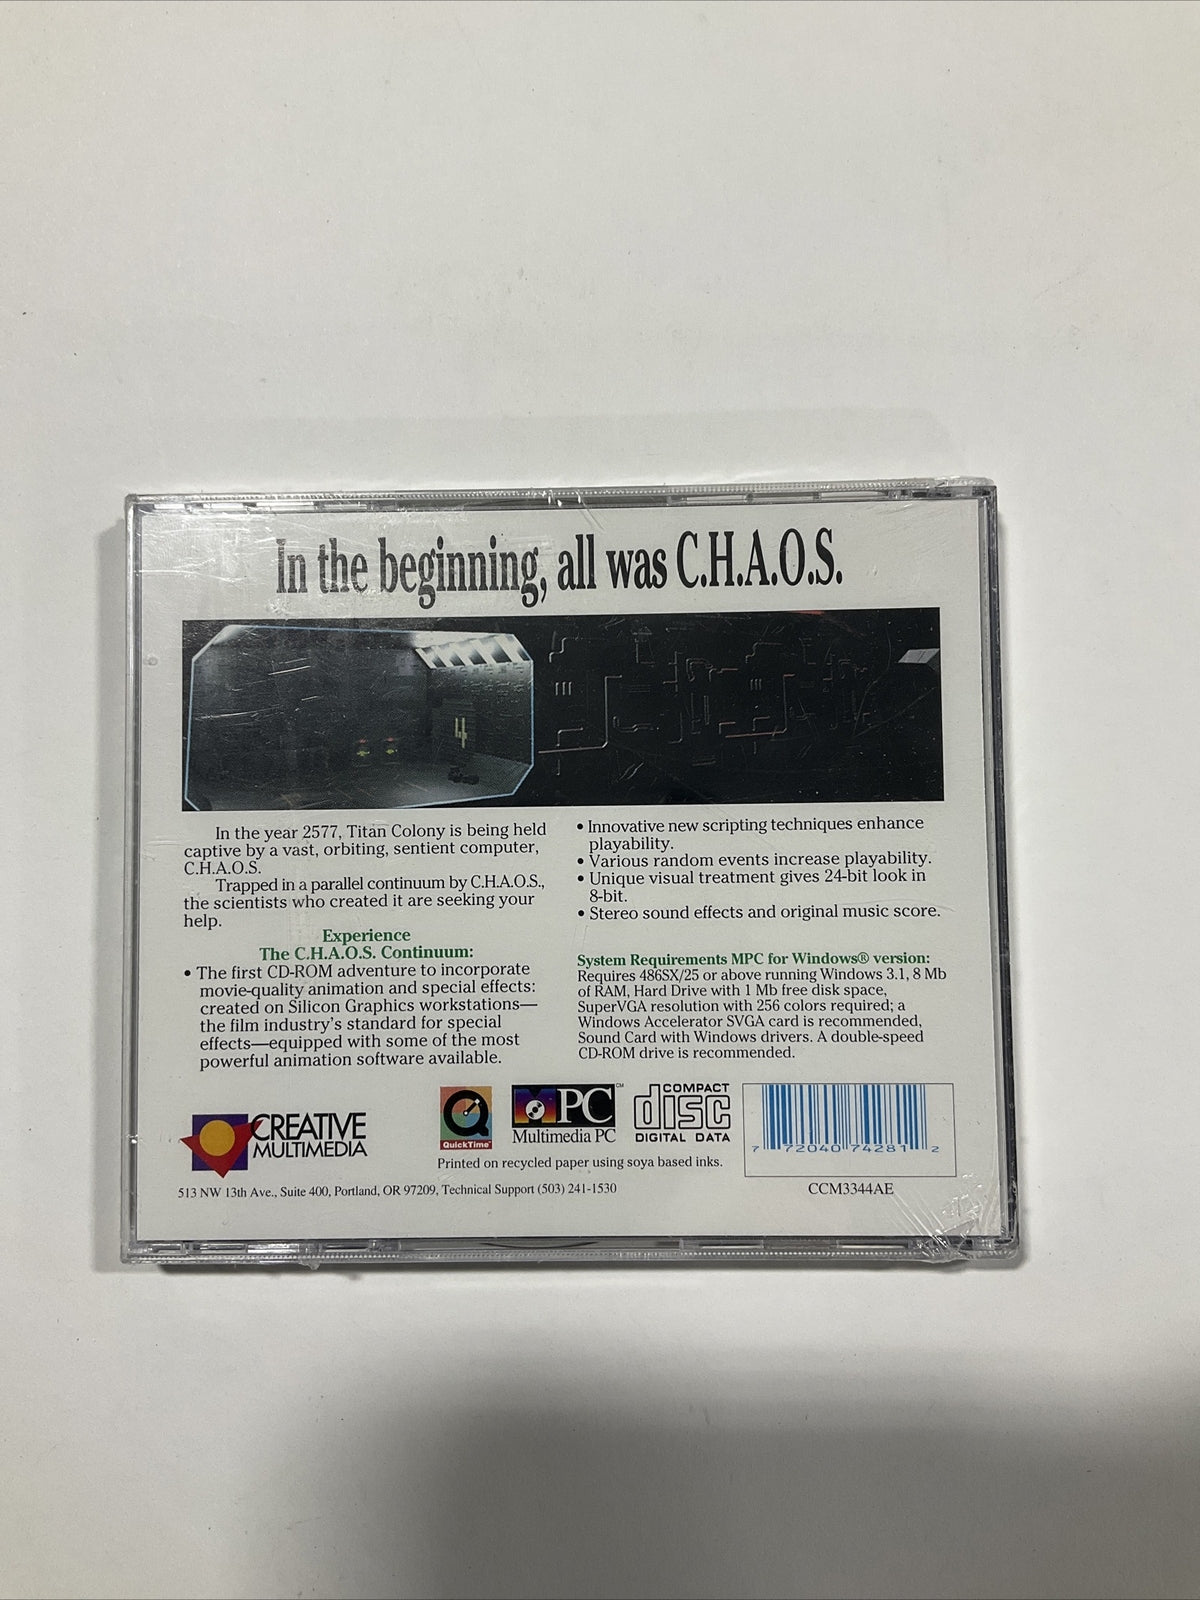 In the beginning, all was C.H.A.O.S.
4
In the year 2577, Titan Colony is being held
captive by a vast, orbiting, sentient computer,
C.H.A.O.S.
Trapped in a parallel continuum by C.H.A.O.S.,
the scientists who created it are seeking your
help.
Experience
The C.H.A.O.S. Continuum:
• The first CD-ROM adventure to incorporate
movie-quality animation and special effects:
created on Silicon Graphics workstations—
the film industry's standard for special
effects—equipped with some of the most
powerful animation software available.
• Innovative new scripting techniques enhance
playability.
• Various random events increase playability.
• Unique visual treatment gives 24-bit look in
8-bit.
• Stereo sound effects and original music score.
System Requirements MPC for Windows® version:
Requires 486SX/25 or above running Windows 3.1, 8 Mb
of RAM, Hard Drive with 1 Mb free disk space,
SuperVGA resolution with 256 colors required; a
Windows Accelerator SVGA card is recommended,
Sound Card with Windows drivers. A double-speed
CD-ROM drive is recommended.
CREATIVE
MULTIMEDIA
QuickTime™
MPC™
Multimedia PC
COMPACT
disc
DIGITAL DATA
7 72040 74281 2
Printed on recycled paper using soya based inks.
513 NW 13th Ave., Suite 400, Portland, OR 97209, Technical Support (503) 241-1530
CCM3344AE